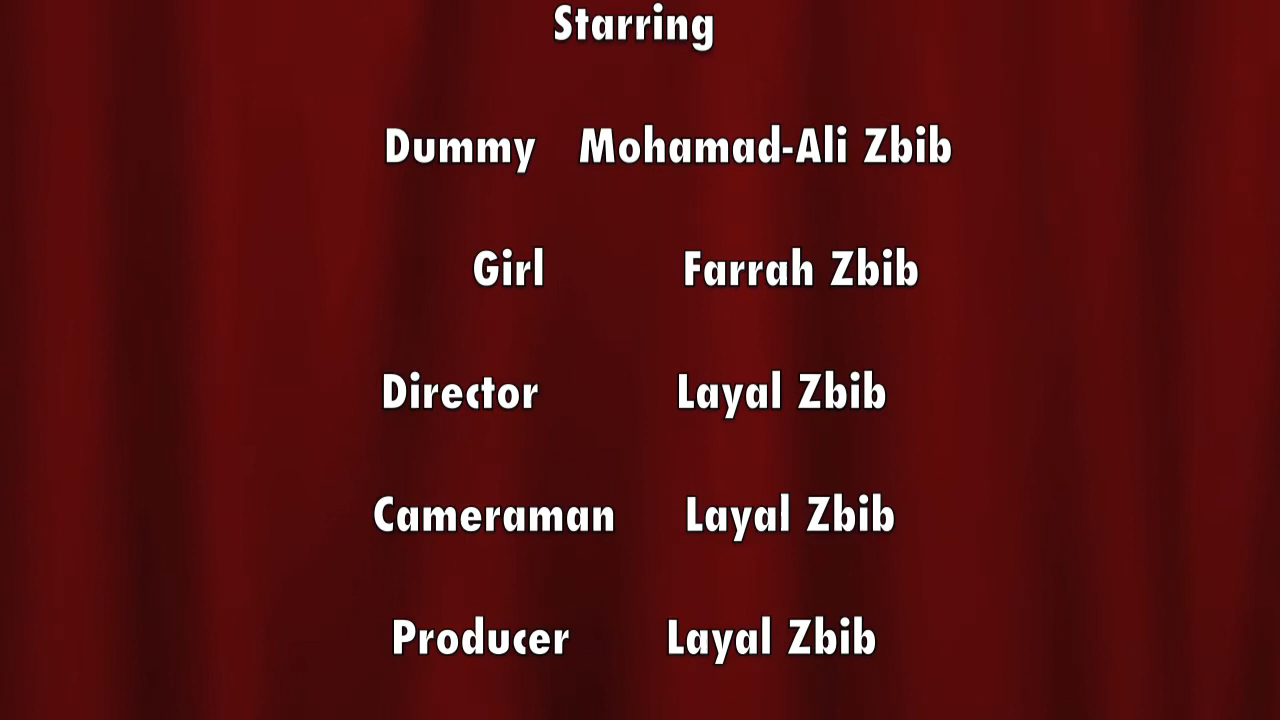 Starring
Dummy Mohamad-Ali Zbib
Girl Farrah Zbib
Director Layal Zbib
Cameraman Layal Zbib
Producer Layal Zbib